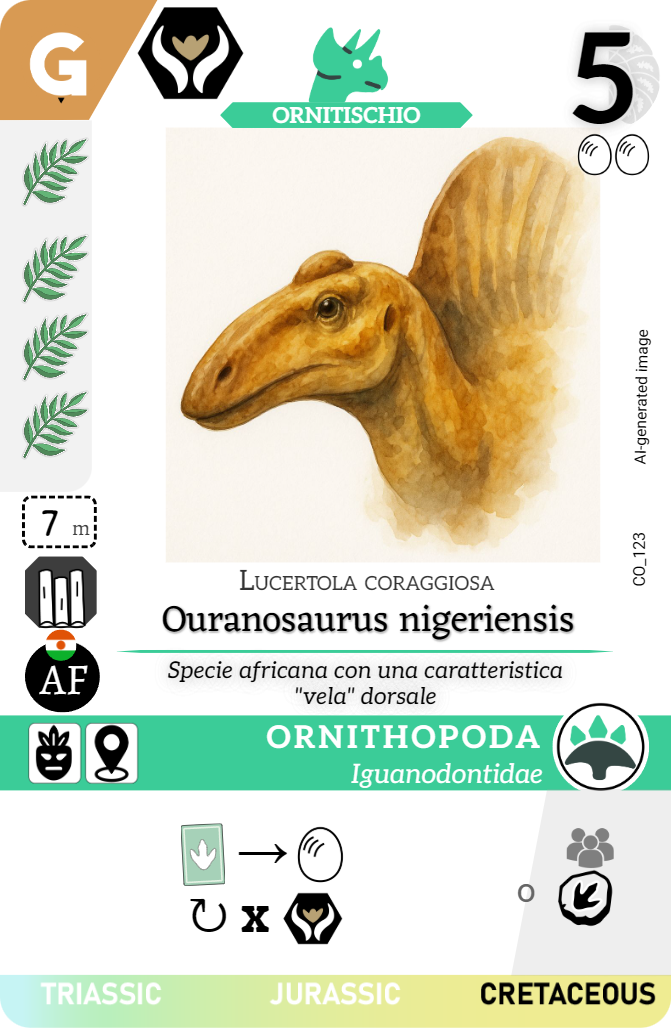 G
5
ORNITISCHIO
AI-generated image
7 m
CO_123
LUCERTOLA CORAGGIOSA
Ouranosaurus nigeriensis
AF
Specie africana con una caratteristica
"vela" dorsale
ORNITHOPODA
Iguanodontidae
x
o
TRIASSIC JURASSIC CRETACEOUS